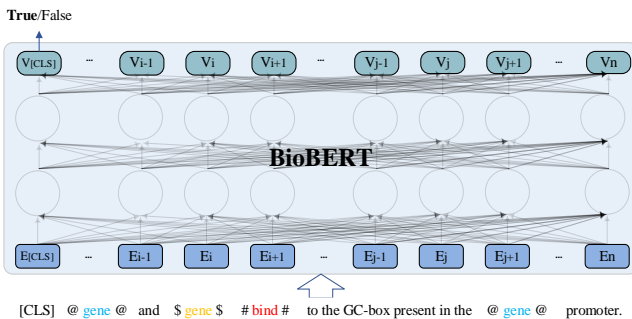 True/False
V[CLS] ... Vi-1 Vi Vi+1 ... Vj-1 Vj Vj+1 ... Vn
BioBERT
E[CLS] ... Ei-1 Ei Ei+1 ... Ej-1 Ej Ej+1 ... En
[CLS] @ gene @ and $ gene $ # bind # to the GC-box present in the @ gene @ promoter.